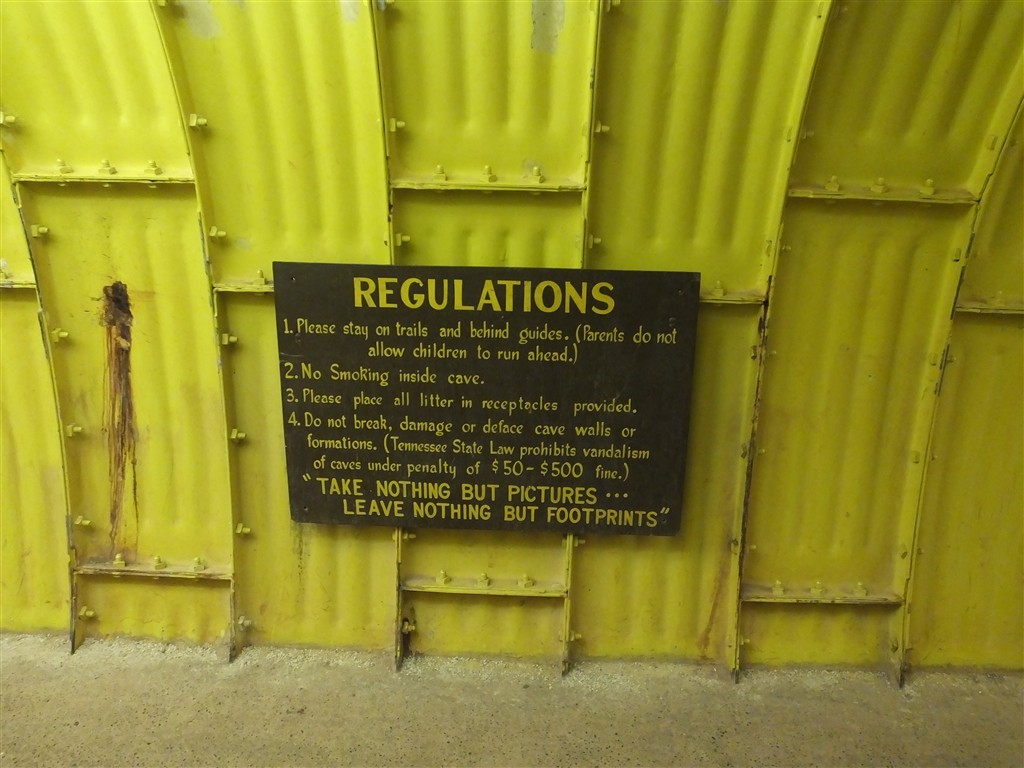 REGULATIONS
1. Please stay on trails and behind guides. (Parents do not
allow children to run ahead.)
2. No Smoking inside cave.
3. Please place all litter in receptacles provided.
4. Do not break, damage or deface cave walls or
formations. (Tennessee State Law prohibits vandalism
of caves under penalty of $50-$500 fine.)
"TAKE NOTHING BUT PICTURES ...
LEAVE NOTHING BUT FOOTPRINTS"